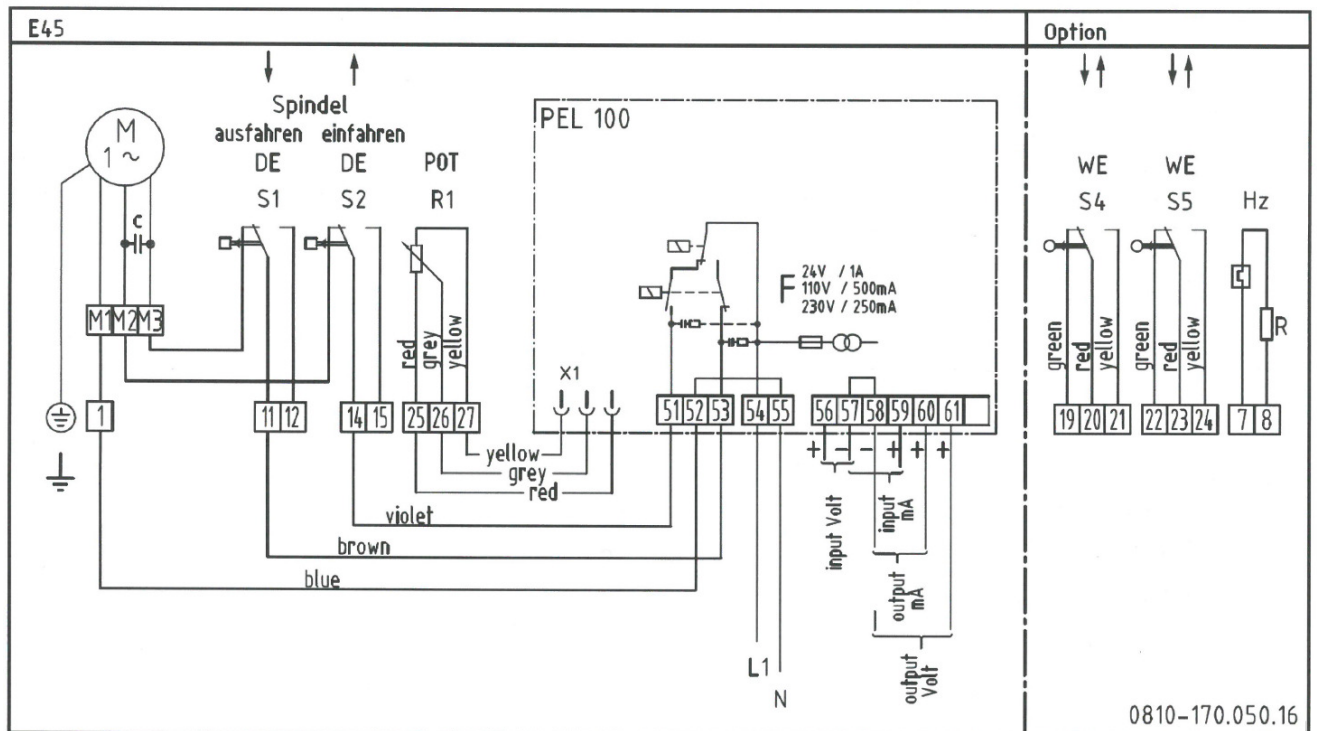 E45
Option
Spindel
ausfahren einfahren
DE DE POT
S1 S2 R1
M
1 ~
C
M1 M2 M3
red
grey
yellow
PEL 100
F
24V / 1A
110V / 500mA
230V / 250mA
X1
WE WE
S4 S5 Hz
green
red
yellow
green
red
yellow
R
1 11 12 14 15 25 26 27
51 52 53 54 55 56 57 58 59 60 61
19 20 21 22 23 24 7 8
+ - - + + +
yellow
grey
red
violet
brown
blue
input Volt
input
mA
output
mA
output
Volt
L1
N
0810-170.050.16